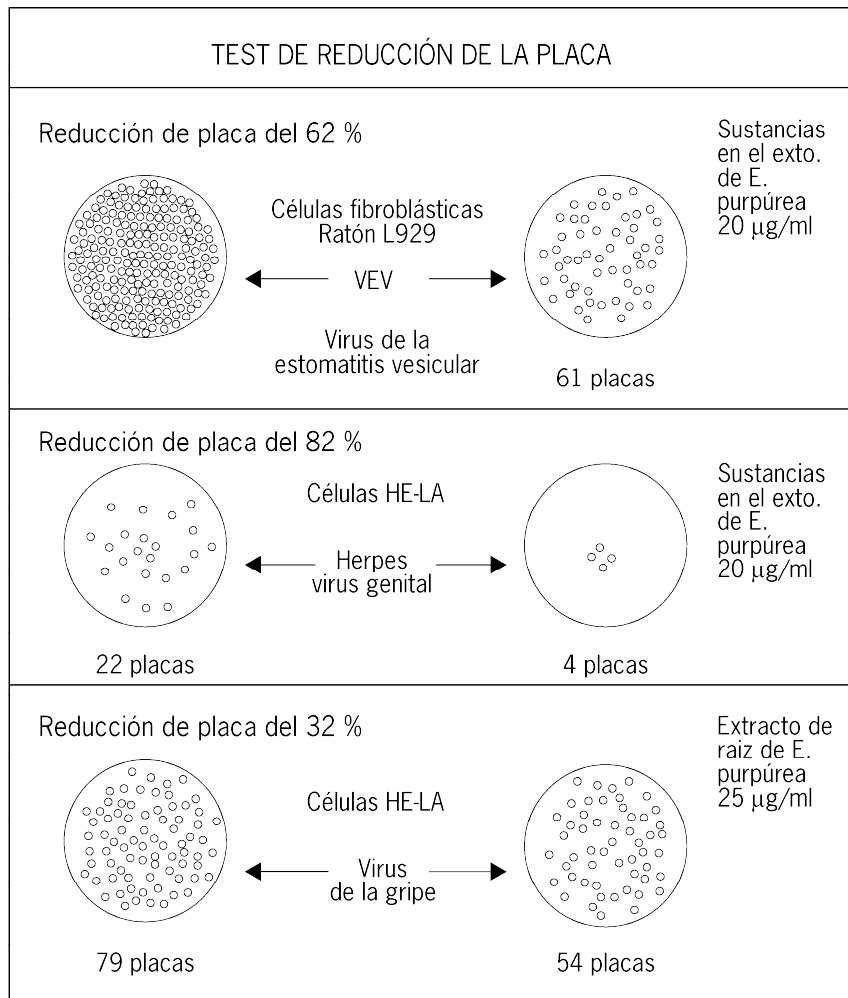 TEST DE REDUCCIÓN DE LA PLACA
Reducción de placa del 62 %
Células fibroblásticas
Ratón L929
VEV
Virus de la
estomatitis vesicular
61 placas
Sustancias
en el exto.
de E.
purpúrea
20 µg/ml
Reducción de placa del 82 %
Células HE-LA
Herpes
virus genital
22 placas
4 placas
Sustancias
en el exto.
de E.
purpúrea
20 µg/ml
Reducción de placa del 32 %
Células HE-LA
Virus
de la gripe
79 placas
54 placas
Extracto de
raiz de E.
purpúrea
25 µg/ml